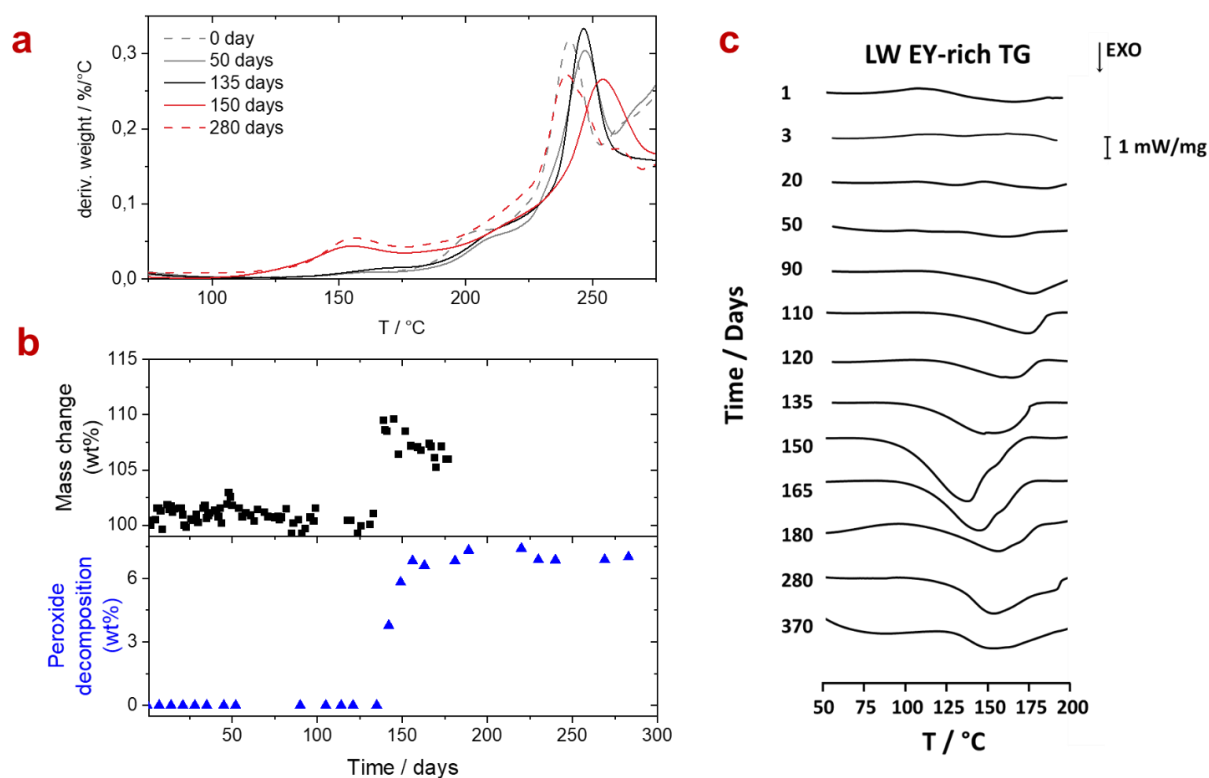 a
0 day
50 days
135 days
150 days
280 days
0,3
0,2
0,1
0,0
deriv. weight / %/°C
100
150
200
250
T / °C
b
115
110
105
100
Mass change
(wt%)
6
3
0
Peroxide
decomposition
(wt%)
50
100
150
200
250
300
Time / days
c
LW EY-rich TG
↓ EXO
1 mW/mg
1
3
20
50
90
110
120
135
150
165
180
280
370
Time / Days
50
75
100
125
150
175
200
T / °C